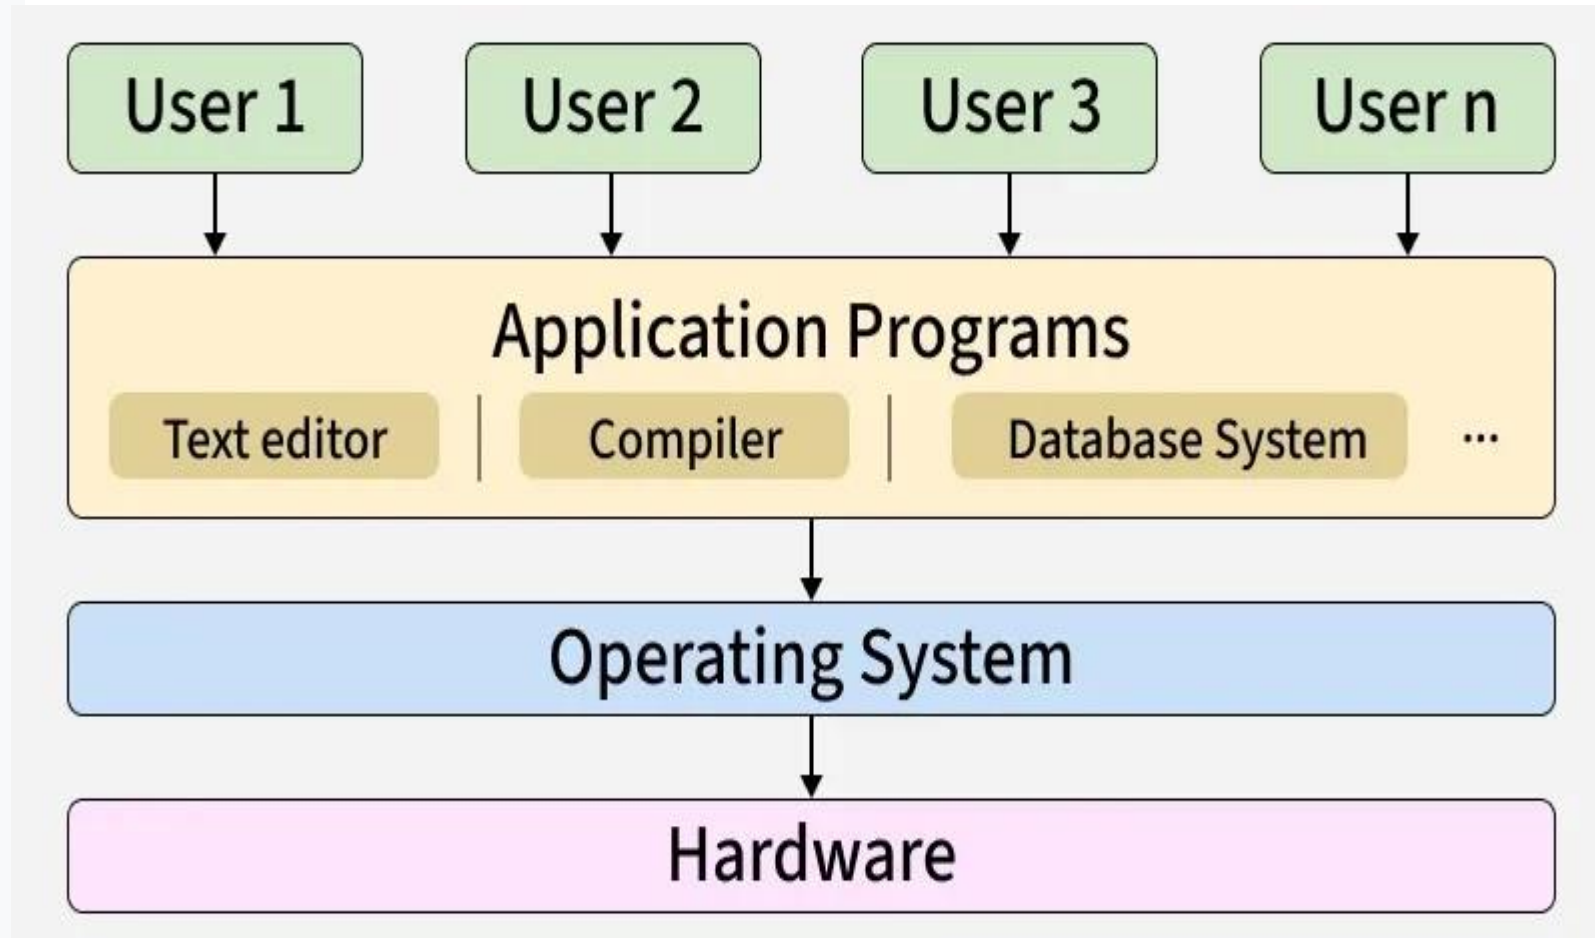 User 1
User 2
User 3
User n
Application Programs
Text editor
Compiler
Database System
...
Operating System
Hardware